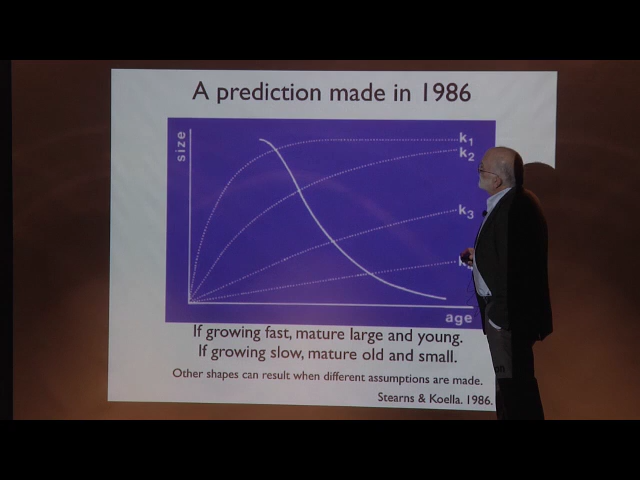 A prediction made in 1986
size
k1
k2
k3
age
If growing fast, mature large and young.
If growing slow, mature old and small.
Other shapes can result when different assumptions are made.
Stearns & Koella. 1986.